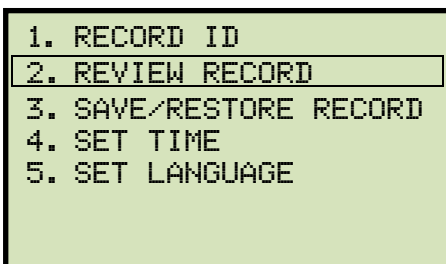 1. RECORD ID
2. REVIEW RECORD
3. SAVE/RESTORE RECORD
4. SET TIME
5. SET LANGUAGE